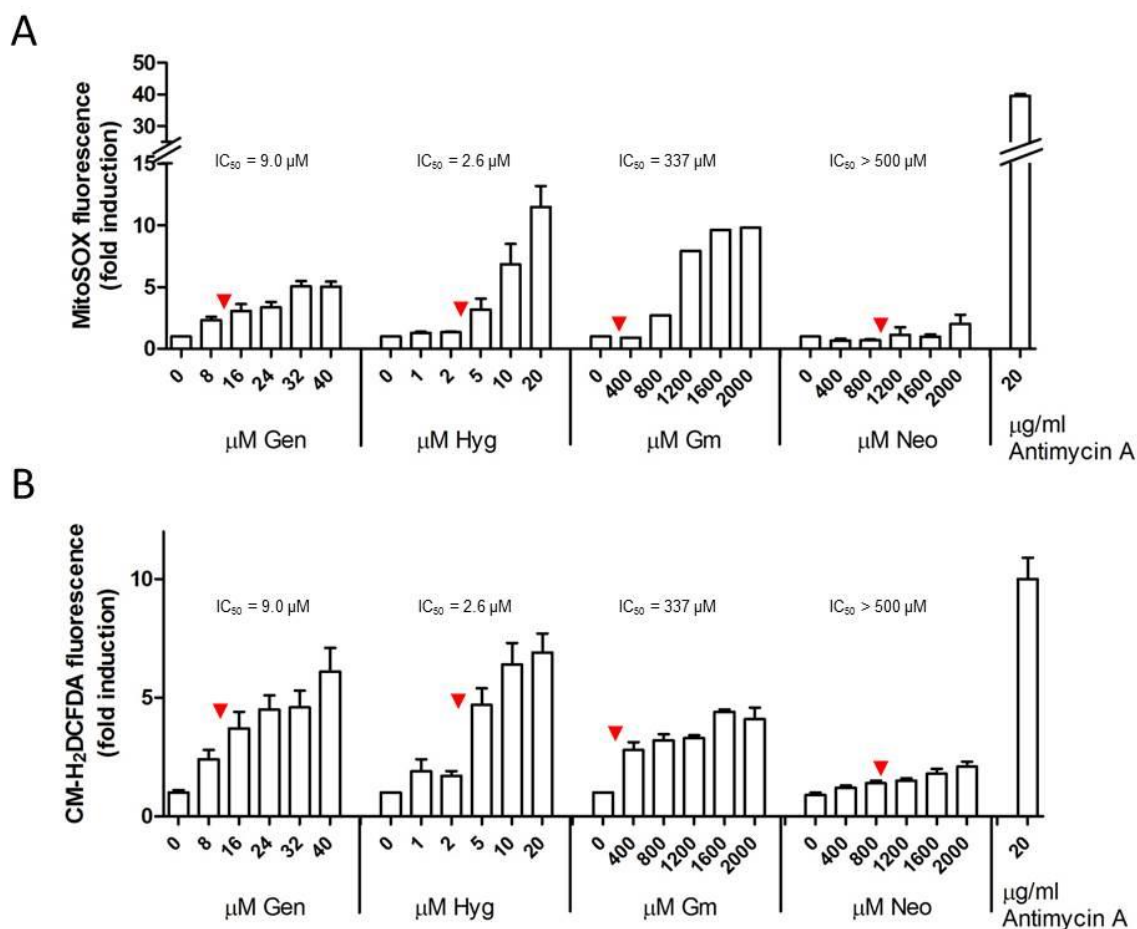 A
MitoSOX fluorescence
(fold induction)
50
40
30
15
10
5
0
IC₅₀ = 9.0 µM
IC₅₀ = 2.6 µM
IC₅₀ = 337 µM
IC₅₀ > 500 µM
0 8 16 24 32 40
0 1 2 5 10 20
0 400 800 1200 1600 2000
0 400 800 1200 1600 2000
20
μM Gen
μM Hyg
μM Gm
μM Neo
μg/ml
Antimycin A
B
CM-H₂DCFDA fluorescence
(fold induction)
10
5
0
IC₅₀ = 9.0 µM
IC₅₀ = 2.6 µM
IC₅₀ = 337 µM
IC₅₀ > 500 µM
0 8 16 24 32 40
0 1 2 5 10 20
0 400 800 1200 1600 2000
0 400 800 1200 1600 2000
20
μM Gen
μM Hyg
μM Gm
μM Neo
μg/ml
Antimycin A